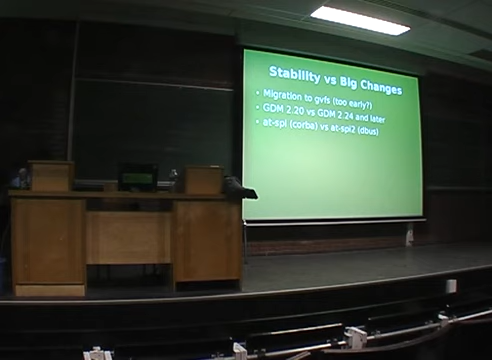 Stability vs Big Changes
• Migration to gvfs (too early?)
• GDM 2.20 vs GDM 2.24 and later
• at-spi (corba) vs at-spi2 (dbus)